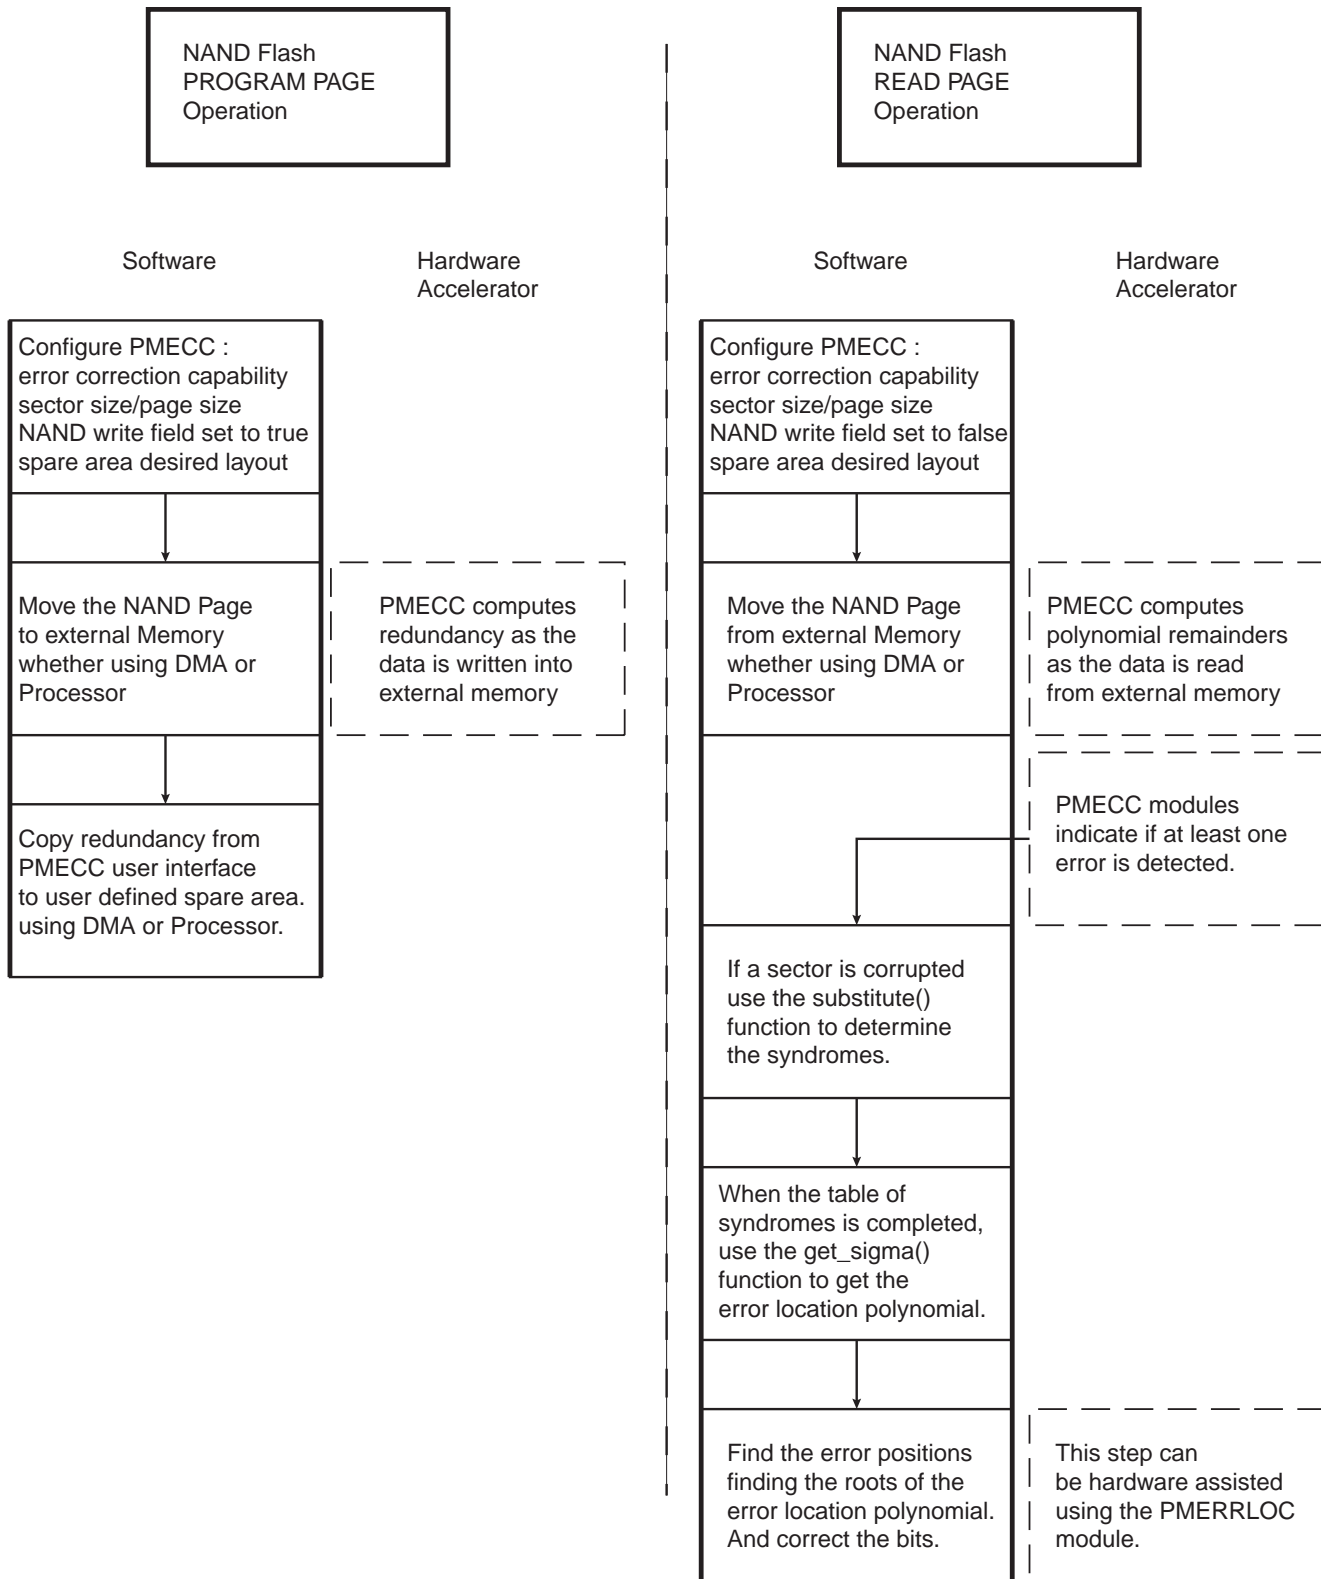 NAND Flash
PROGRAM PAGE
Operation
NAND Flash
READ PAGE
Operation
Software
Hardware
Accelerator
Software
Hardware
Accelerator
Configure PMECC :
error correction capability
sector size/page size
NAND write field set to true
spare area desired layout
Configure PMECC :
error correction capability
sector size/page size
NAND write field set to false
spare area desired layout
Move the NAND Page
to external Memory
whether using DMA or
Processor
PMECC computes
redundancy as the
data is written into
external memory
Move the NAND Page
from external Memory
whether using DMA or
Processor
PMECC computes
polynomial remainders
as the data is read
from external memory
Copy redundancy from
PMECC user interface
to user defined spare area.
using DMA or Processor.
PMECC modules
indicate if at least one
error is detected.
If a sector is corrupted
use the substitute()
function to determine
the syndromes.
When the table of
syndromes is completed,
use the get_sigma()
function to get the
error location polynomial.
Find the error positions
finding the roots of the
error location polynomial.
And correct the bits.
This step can
be hardware assisted
using the PMERRLOC
module.